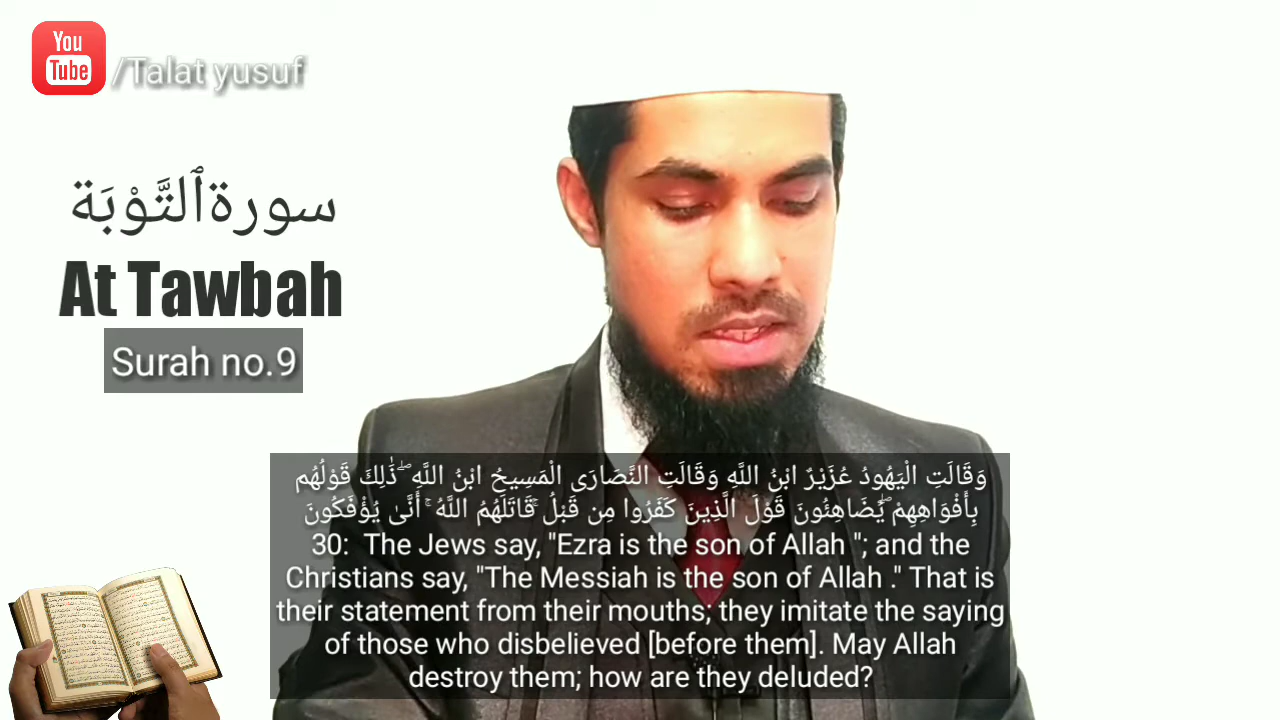 You
Tube
/Talat yusuf
سورةٱلتَّوْبَة
At Tawbah
Surah no.9
وَقَالَتِ الْيَهُودُ عُزَيْرٌ ابْنُ اللَّهِ وَقَالَتِ النَّصَارَى الْمَسِيحُ ابْنُ اللَّهِ ۖ ذَٰلِكَ قَوْلُهُم
بِأَفْوَاهِهِمْ ۖ يُضَاهِئُونَ قَوْلَ الَّذِينَ كَفَرُوا مِن قَبْلُ ۚ قَاتَلَهُمُ اللَّهُ ۚ أَنَّىٰ يُؤْفَكُونَ
30: The Jews say, "Ezra is the son of Allah "; and the
Christians say, "The Messiah is the son of Allah ." That is
their statement from their mouths; they imitate the saying
of those who disbelieved [before them]. May Allah
destroy them; how are they deluded?